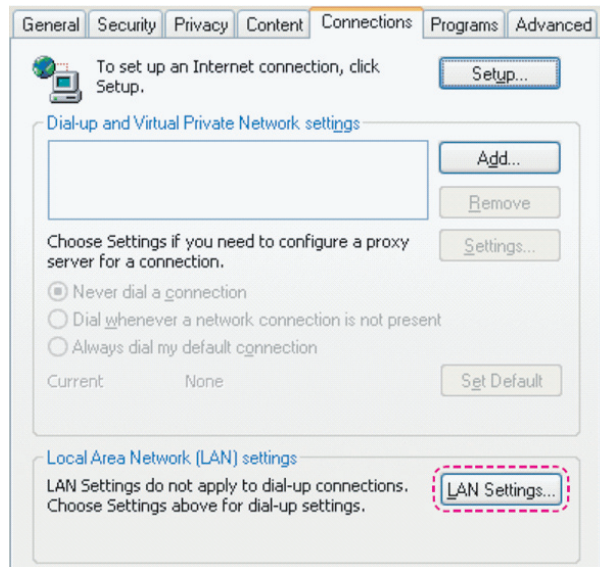 General Security Privacy Content Connections Programs Advanced
To set up an Internet connection, click
Setup.
Setup...
Dial-up and Virtual Private Network settings
Add...
Remove
Choose Settings if you need to configure a proxy
server for a connection.
Settings...
Never dial a connection
Dial whenever a network connection is not present
Always dial my default connection
Current None
Set Default
Local Area Network (LAN) settings
LAN Settings do not apply to dial-up connections.
Choose Settings above for dial-up settings.
LAN Settings...